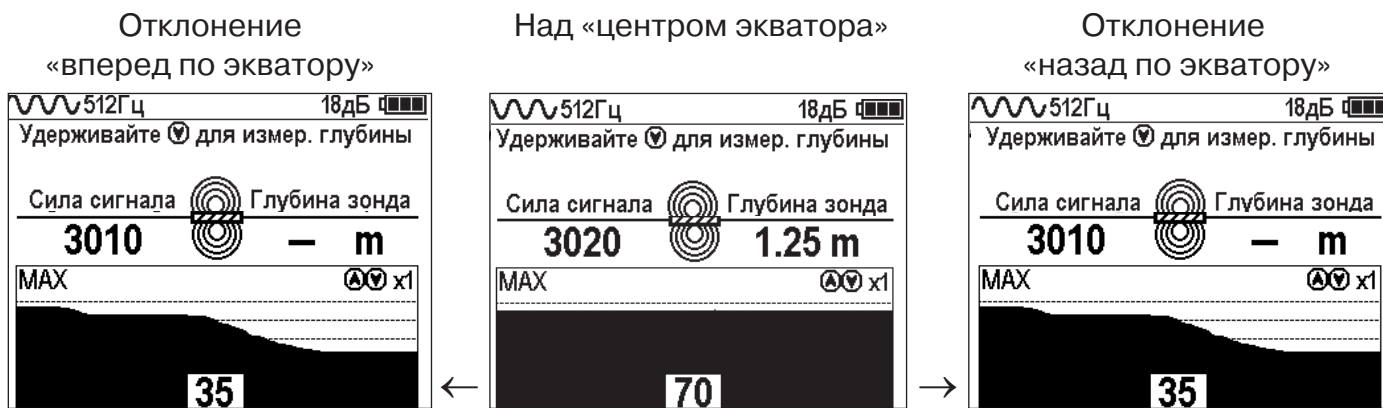 Отклонение
«вперед по экватору»
512Гц 18дБ
Удерживайте для измер. глубины
Сила сигнала Глубина зонда
3010 – m
MAX x1
35
Над «центром экватора»
512Гц 18дБ
Удерживайте для измер. глубины
Сила сигнала Глубина зонда
3020 1.25 m
MAX x1
← 70 →
Отклонение
«назад по экватору»
512Гц 18дБ
Удерживайте для измер. глубины
Сила сигнала Глубина зонда
3010 – m
MAX x1
35